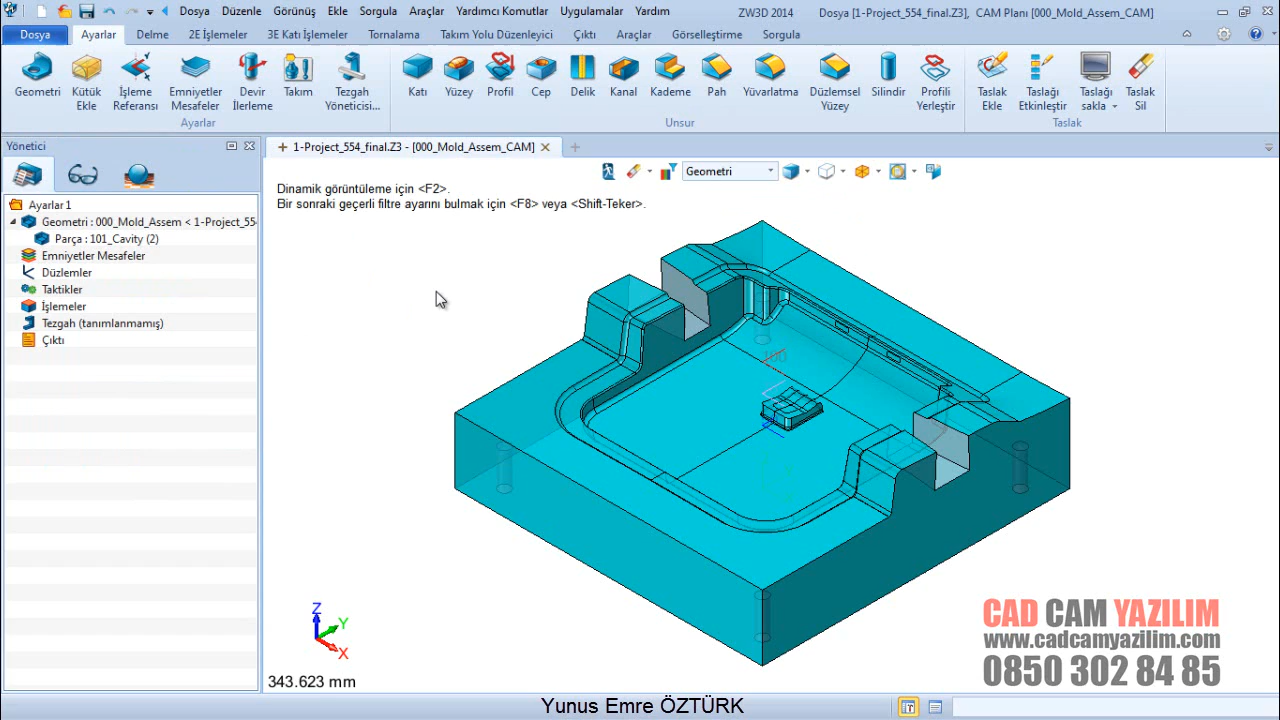 Dosya Düzenle Görünüş Ekle Sorgula Araçlar Yardımcı Komutlar Uygulamalar Yardım ZW3D 2014 Dosya [1-Project_554_final.Z3], CAM Planı [000_Mold_Assem_CAM]
Dosya Ayarlar Delme 2E İşlemeler 3E Katı İşlemeler Tornalama Takım Yolu Düzenleyici Çıktı Araçlar Görselleştirme Sorgula
Geometri Kütük Ekle İşleme Referansı Emniyetler Mesafeler Devir İlerleme Takım Tezgah Yöneticisi... Katı Yüzey Profil Cep Delik Kanal Kademe Pah Yüvarlatma Düzlemsel Yüzey Silindir Profili Yerleştir Taslak Ekle Taslağı Etkinleştir Taslağı sakla Taslak Sil
Ayarlar Unsur Taslak
Yönetici
1-Project_554_final.Z3 - [000_Mold_Assem_CAM]
Geometri
Dinamik görüntüleme için <F2>.
Bir sonraki geçerli filtre ayarını bulmak için <F8> veya <Shift-Teker>.
Ayarlar 1
Geometri : 000_Mold_Assem < 1-Project_55
Parça : 101_Cavity (2)
Emniyetler Mesafeler
Düzlemler
Taktikler
İşlemeler
Tezgah (tanımlanmamış)
Çıktı
100
Z
Y
X
343.623 mm
CAD CAM YAZILIM
www.cadcamyazilim.com
0850 302 84 85
Yunus Emre ÖZTÜRK